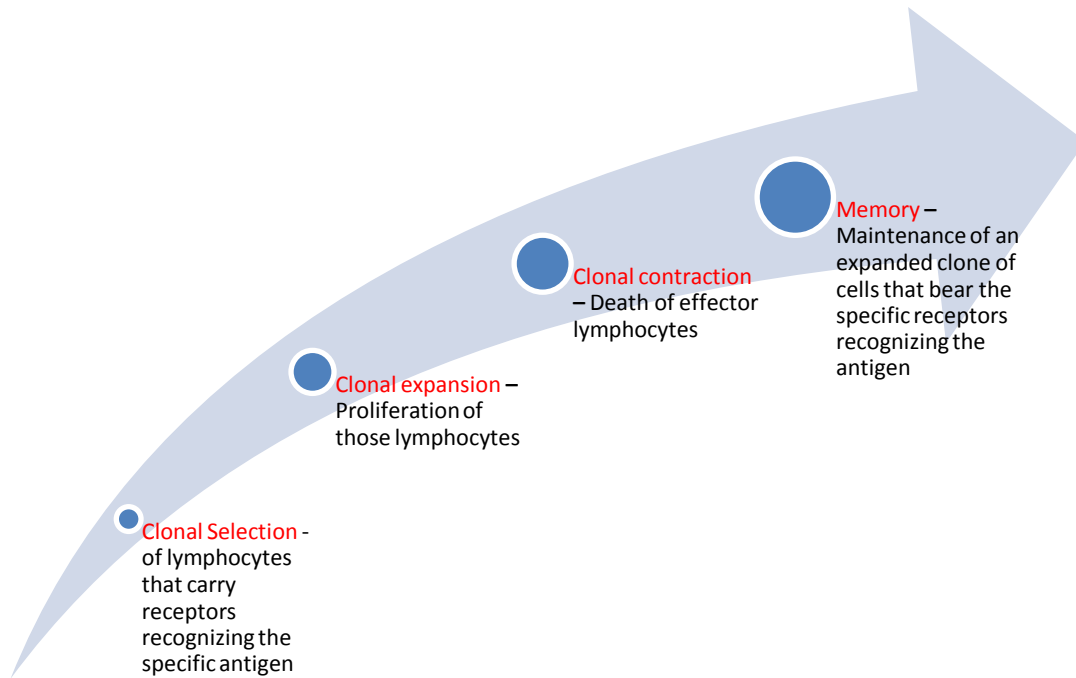 Clonal Selection -
of lymphocytes
that carry
receptors
recognizing the
specific antigen
Clonal expansion –
Proliferation of
those lymphocytes
Clonal contraction
– Death of effector
lymphocytes
Memory –
Maintenance of an
expanded clone of
cells that bear the
specific receptors
recognizing the
antigen